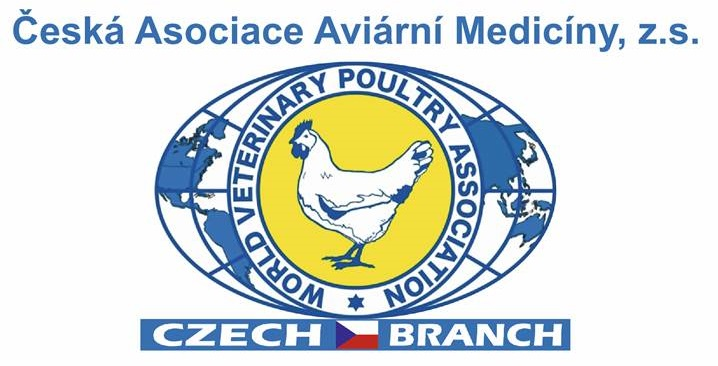 Česká Asociace Aviární Medicíny, z.s.
WORLD VETERINARY POULTRY ASSOCIATION
CZECH BRANCH